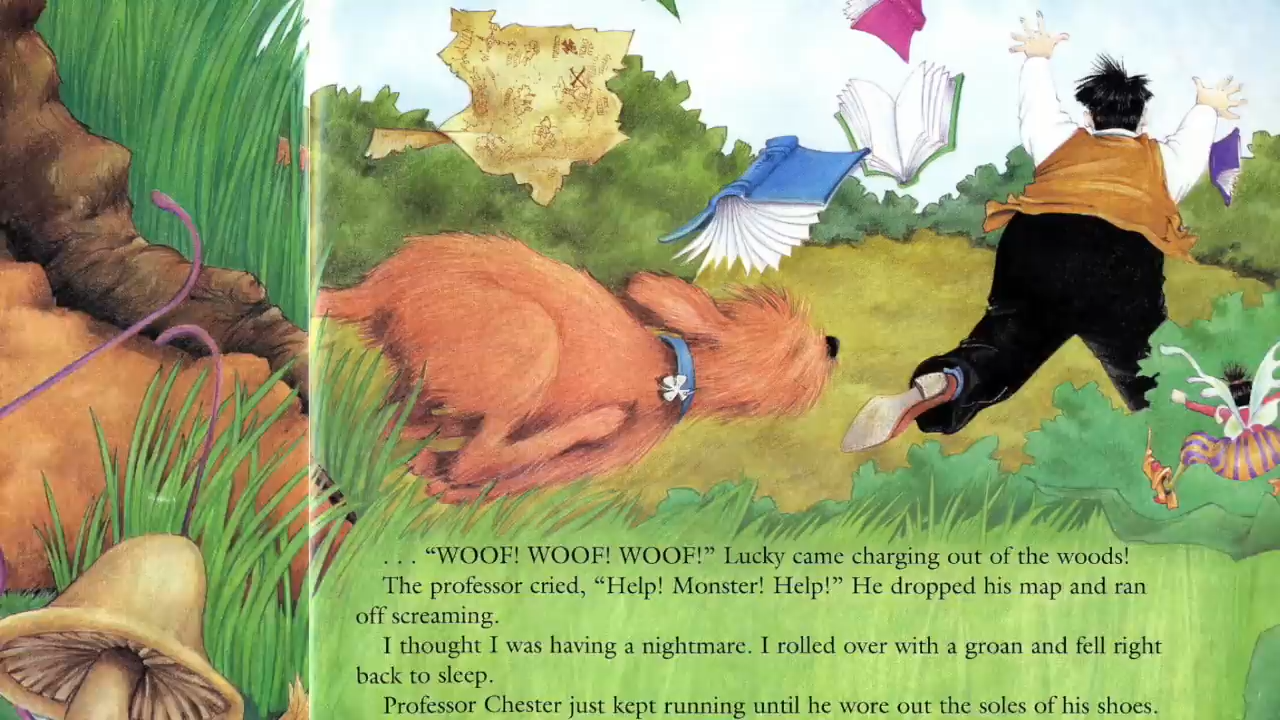 . . . “WOOF! WOOF! WOOF!” Lucky came charging out of the woods!
The professor cried, “Help! Monster! Help!” He dropped his map and ran
off screaming.
I thought I was having a nightmare. I rolled over with a groan and fell right
back to sleep.
Professor Chester just kept running until he wore out the soles of his shoes.